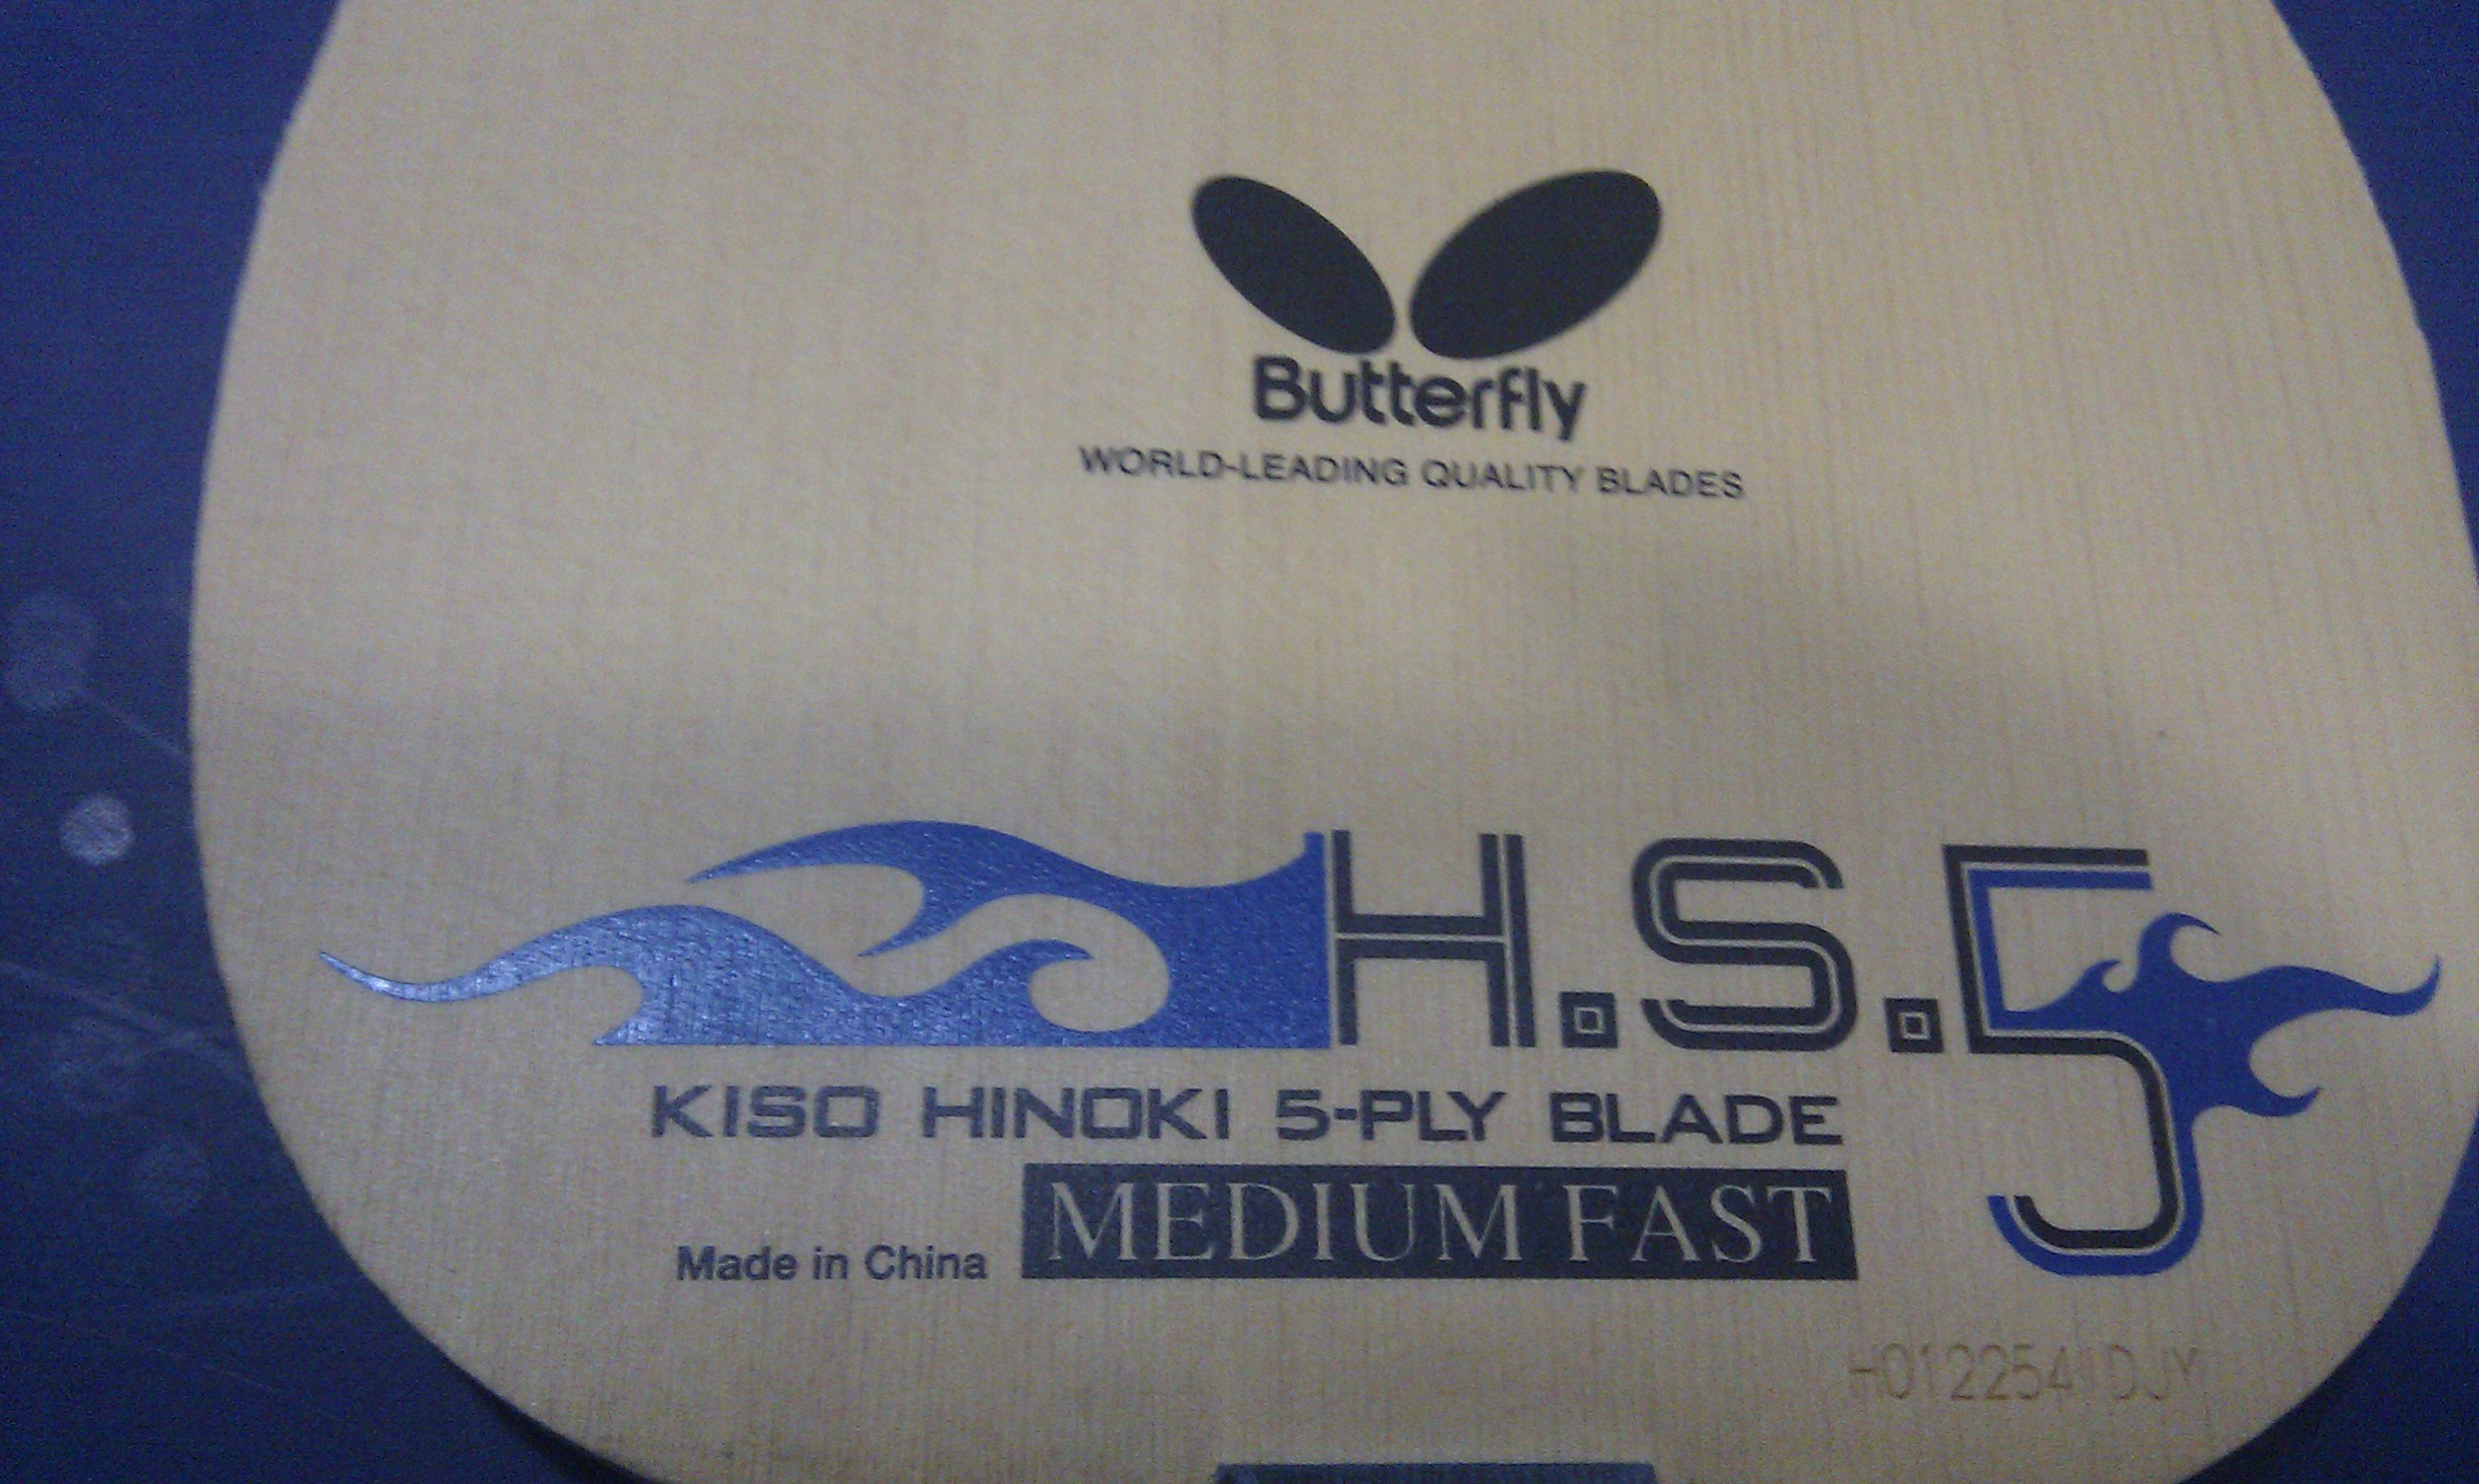 Butterfly
WORLD-LEADING QUALITY BLADES
H.S.5
KISO HINOKI 5-PLY BLADE
Made in China MEDIUM FAST